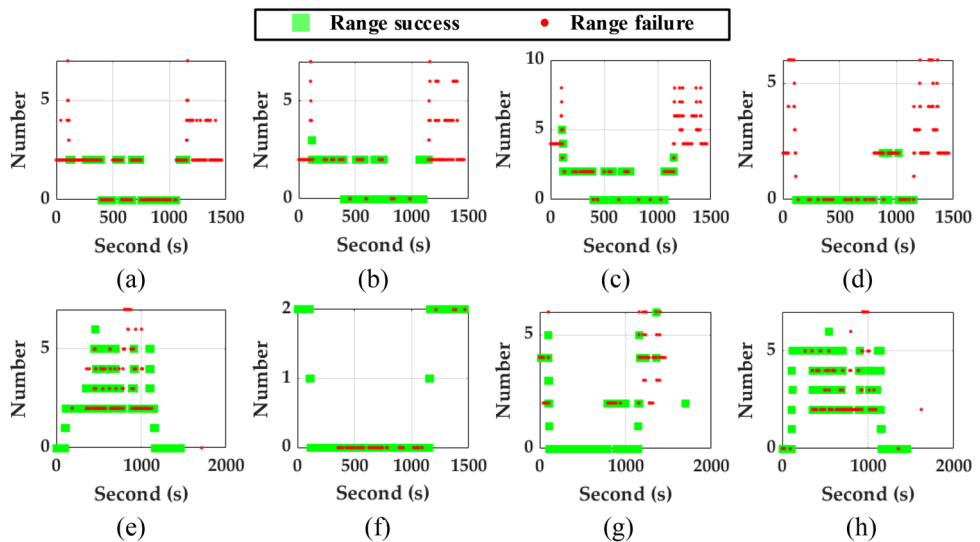 Range success Range failure
10
5 5 5 5
Number Number Number Number
0 0 0 0
0 500 1000 1500 0 500 1000 1500 0 500 1000 1500 0 500 1000 1500
Second (s) Second (s) Second (s) Second (s)
(a) (b) (c) (d)
2
5 5 5
Number Number 1 Number Number
0 0 0 0
0 1000 2000 0 500 1000 1500 0 1000 2000 0 1000 2000
Second (s) Second (s) Second (s) Second (s)
(e) (f) (g) (h)